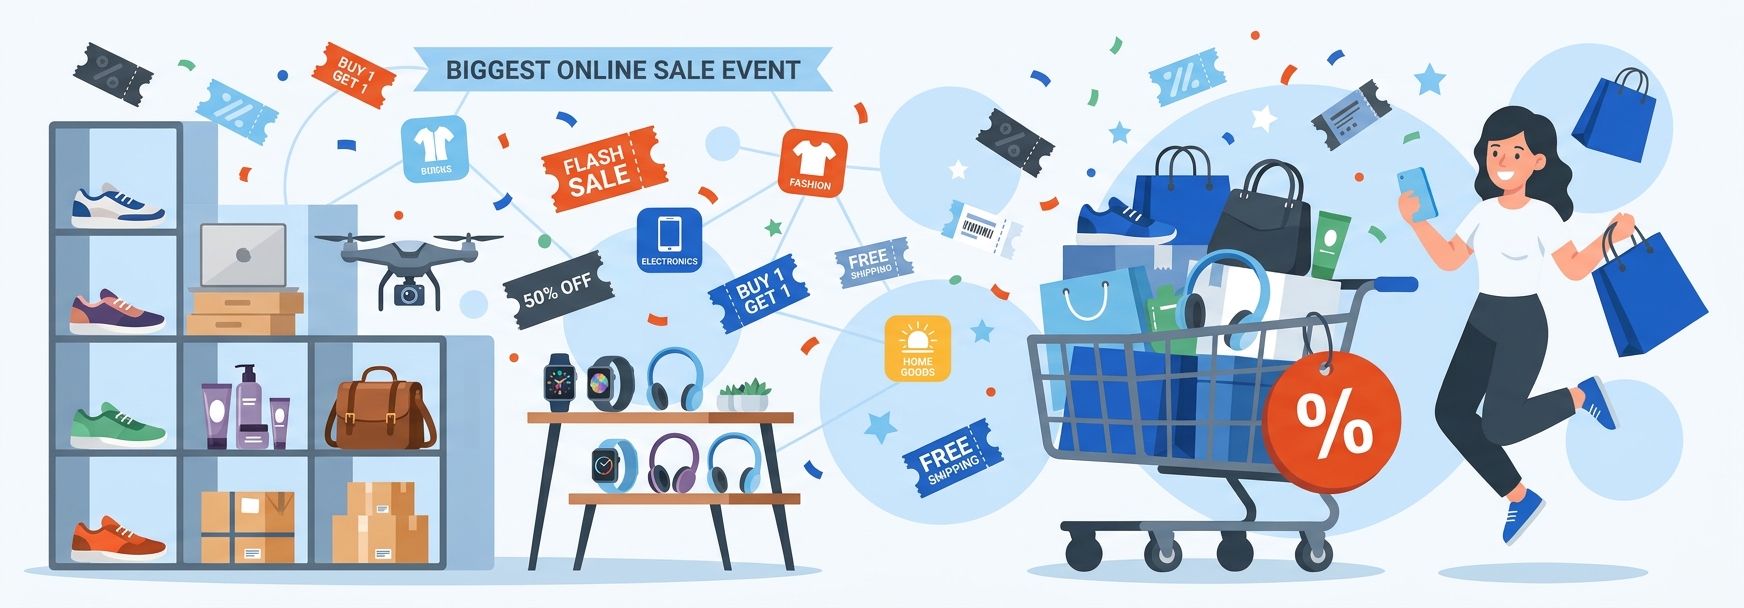 BIGGEST ONLINE SALE EVENT
BUY 1
GET 1
FLASH
SALE
FASHION
ELECTRONICS
50% OFF
BUY 1
GET 1
FREE
SHIPPING
HOME
GOODS
FREE
SHIPPING
%